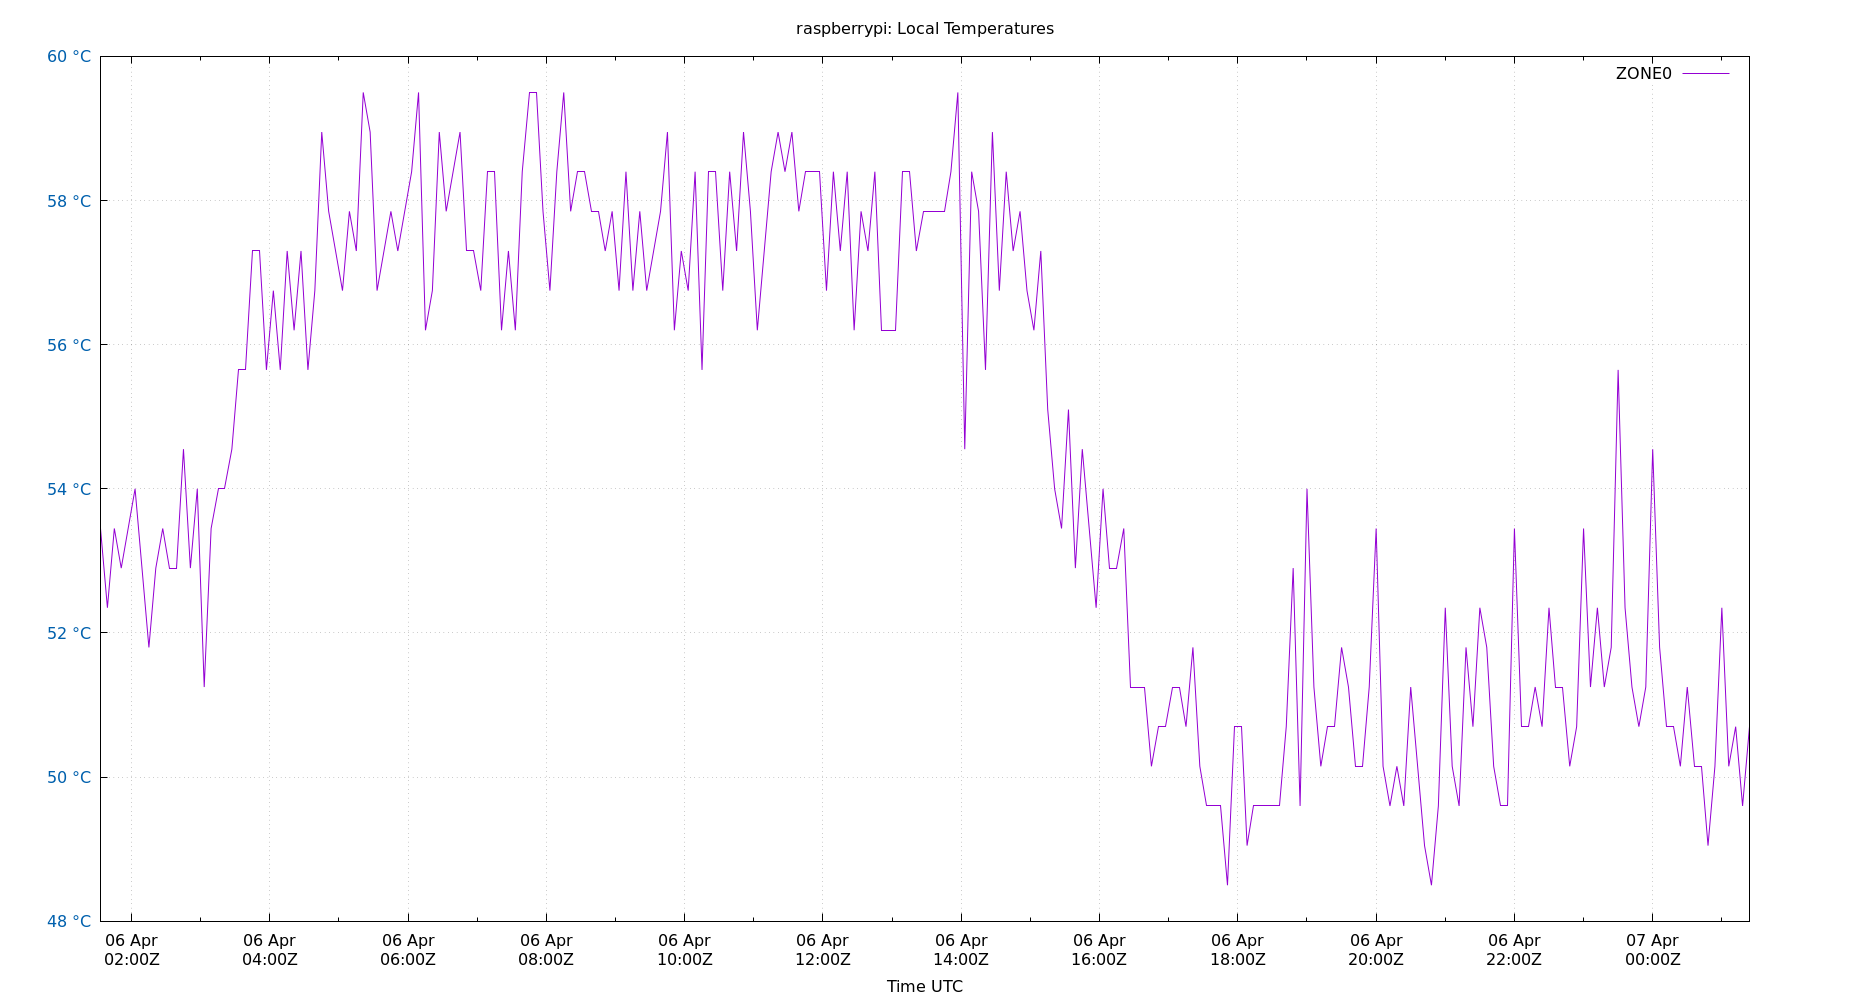 raspberrypi: Local Temperatures
60 °C
ZONE0
58 °C
56 °C
54 °C
52 °C
50 °C
48 °C
06 Apr 06 Apr 06 Apr 06 Apr 06 Apr 06 Apr 06 Apr 06 Apr 06 Apr 06 Apr 06 Apr 07 Apr
02:00Z 04:00Z 06:00Z 08:00Z 10:00Z 12:00Z 14:00Z 16:00Z 18:00Z 20:00Z 22:00Z 00:00Z
Time UTC